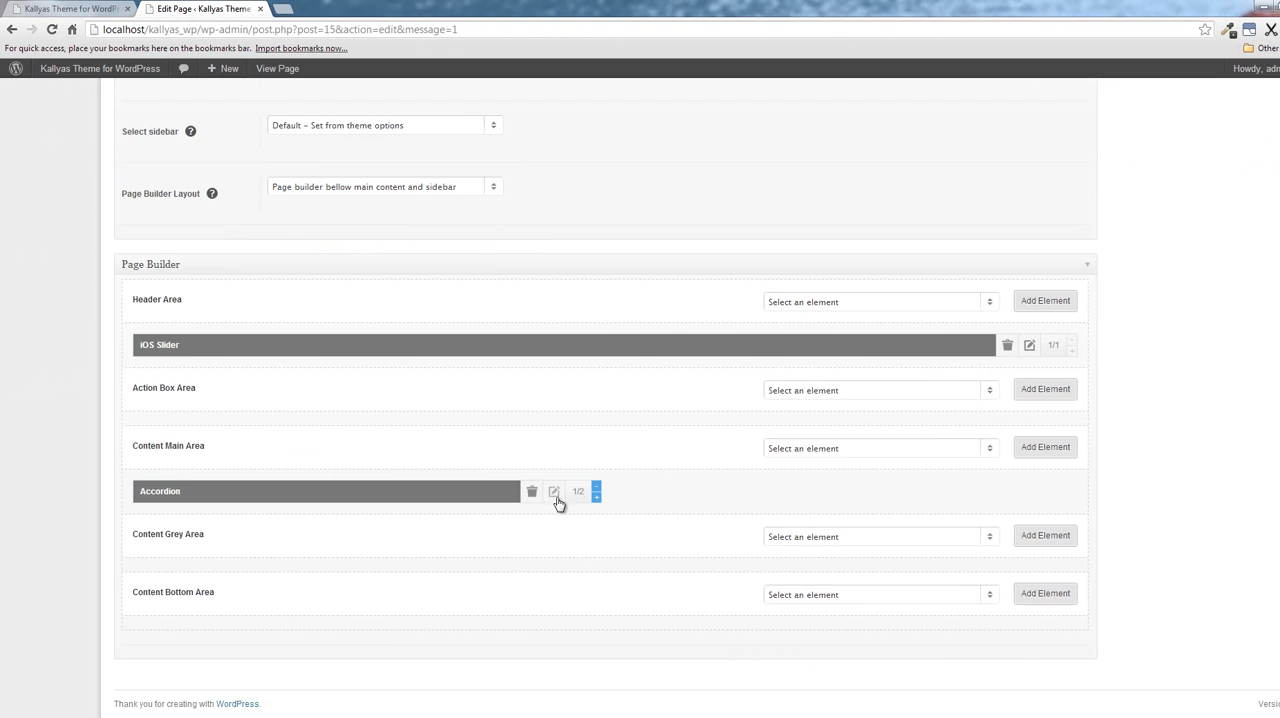 Kallyas Theme for WordPr
Edit Page ‹ Kallyas Theme
localhost/kallyas_wp/wp-admin/post.php?post=15&action=edit&message=1
For quick access, place your bookmarks here on the bookmarks bar. Import bookmarks now...
Other
Kallyas Theme for WordPress
New
View Page
Howdy, adm
Select sidebar ?
Default – Set from theme options
Page Builder Layout ?
Page builder bellow main content and sidebar
Page Builder
Header Area
Select an element
Add Element
iOS Slider
1/1
Action Box Area
Select an element
Add Element
Content Main Area
Select an element
Add Element
Accordion
1/2
Content Grey Area
Select an element
Add Element
Content Bottom Area
Select an element
Add Element
Thank you for creating with WordPress.
Versio